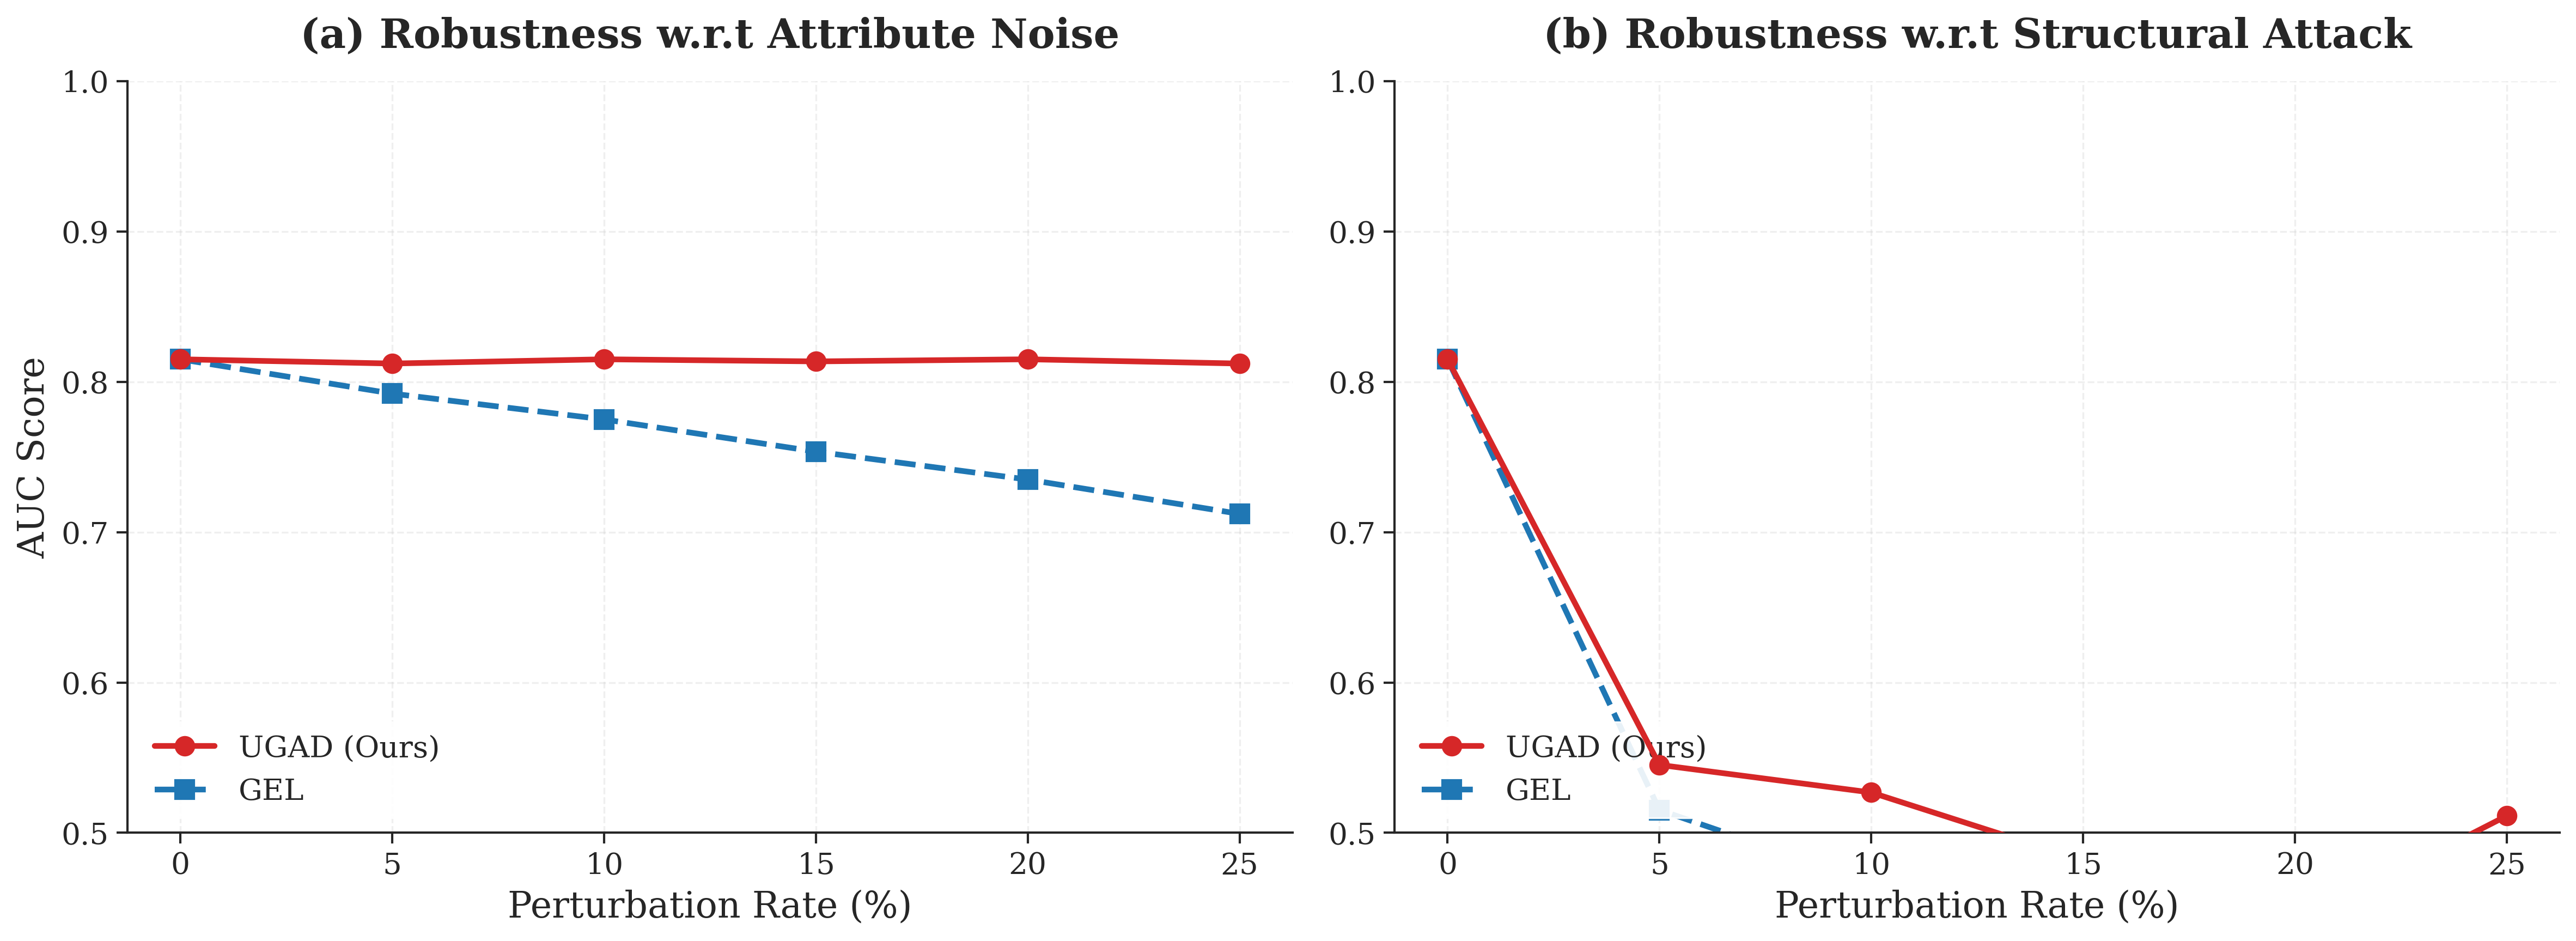 (a) Robustness w.r.t Attribute Noise
1.0
0.9
0.8
0.7
0.6
0.5
AUC Score
UGAD (Ours)
GEL
0 5 10 15 20 25
Perturbation Rate (%)
(b) Robustness w.r.t Structural Attack
1.0
0.9
0.8
0.7
0.6
0.5
UGAD (Ours)
GEL
0 5 10 15 20 25
Perturbation Rate (%)